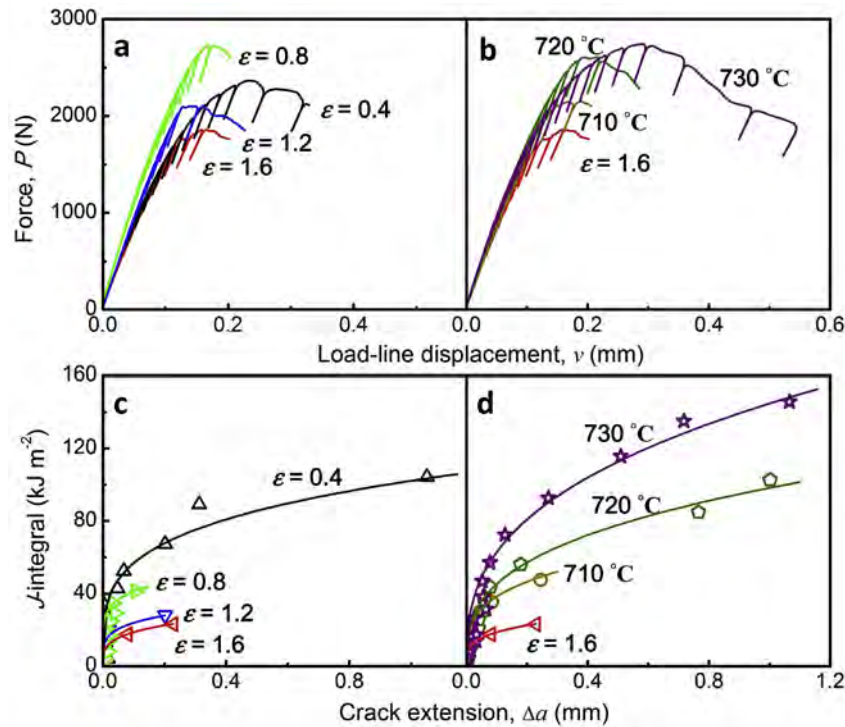 3000
a
b
ε = 0.8
720 °C
730 °C
2000
ε = 0.4
ε = 1.2
710 °C
ε = 1.6
ε = 1.6
1000
0
Force, P (N)
0.0 0.2 0.4 0.0 0.2 0.4 0.6
Load-line displacement, v (mm)
160
c
d
120
730 °C
ε = 0.4
80
720 °C
ε = 0.8
710 °C
40
ε = 1.2
ε = 1.6
ε = 1.6
0
J-integral (kJ m-2)
0.0 0.4 0.8 0.0 0.4 0.8 1.2
Crack extension, Δa (mm)